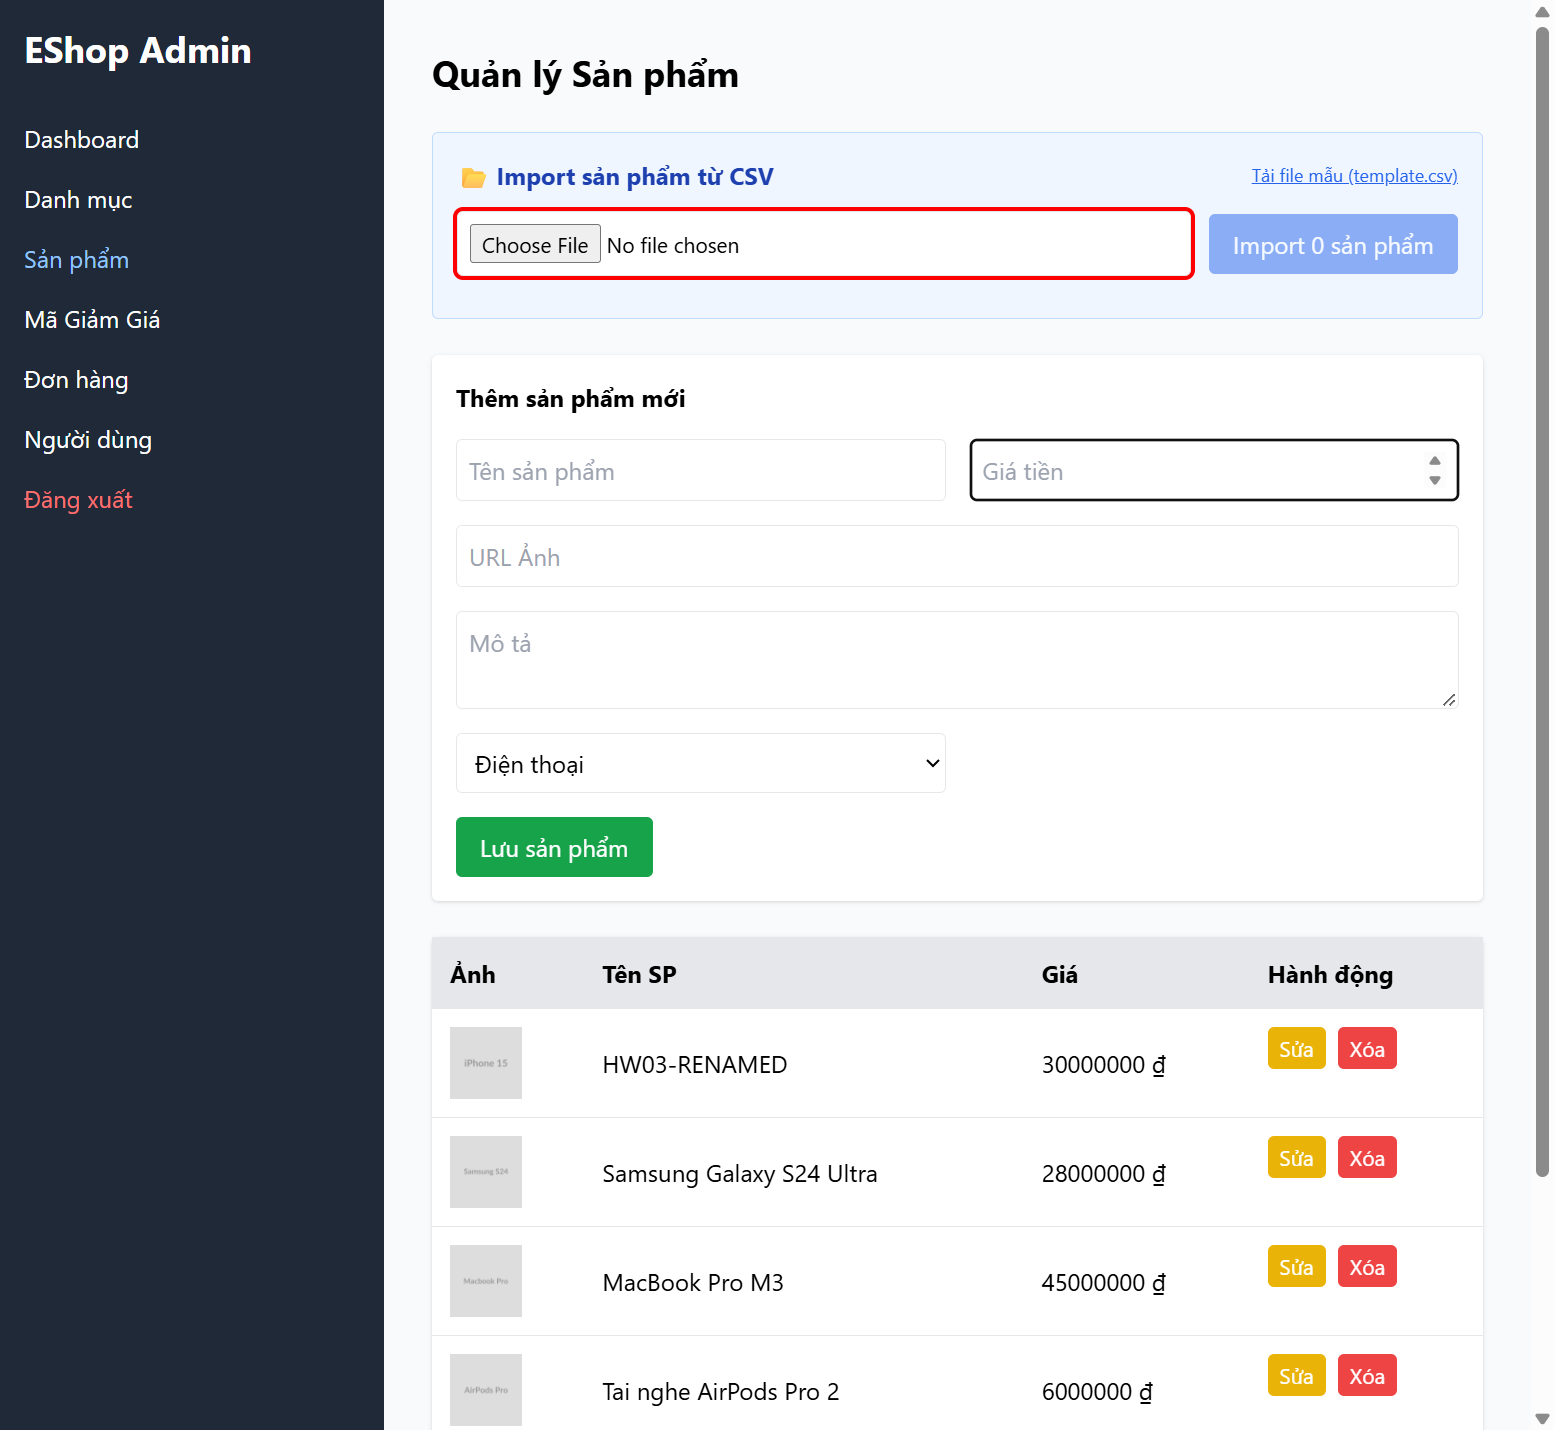 EShop Admin
Dashboard
Danh mục
Sản phẩm
Mã Giảm Giá
Đơn hàng
Người dùng
Đăng xuất
Quản lý Sản phẩm
Import sản phẩm từ CSV
Tải file mẫu (template.csv)
Choose File No file chosen
Import 0 sản phẩm
Thêm sản phẩm mới
Tên sản phẩm
Giá tiền
URL Ảnh
Mô tả
Điện thoại
Lưu sản phẩm
Ảnh Tên SP Giá Hành động
iPhone 15 HW03-RENAMED 30000000 ₫ Sửa Xóa
Samsung S24 Samsung Galaxy S24 Ultra 28000000 ₫ Sửa Xóa
Macbook Pro MacBook Pro M3 45000000 ₫ Sửa Xóa
AirPods Pro Tai nghe AirPods Pro 2 6000000 ₫ Sửa Xóa